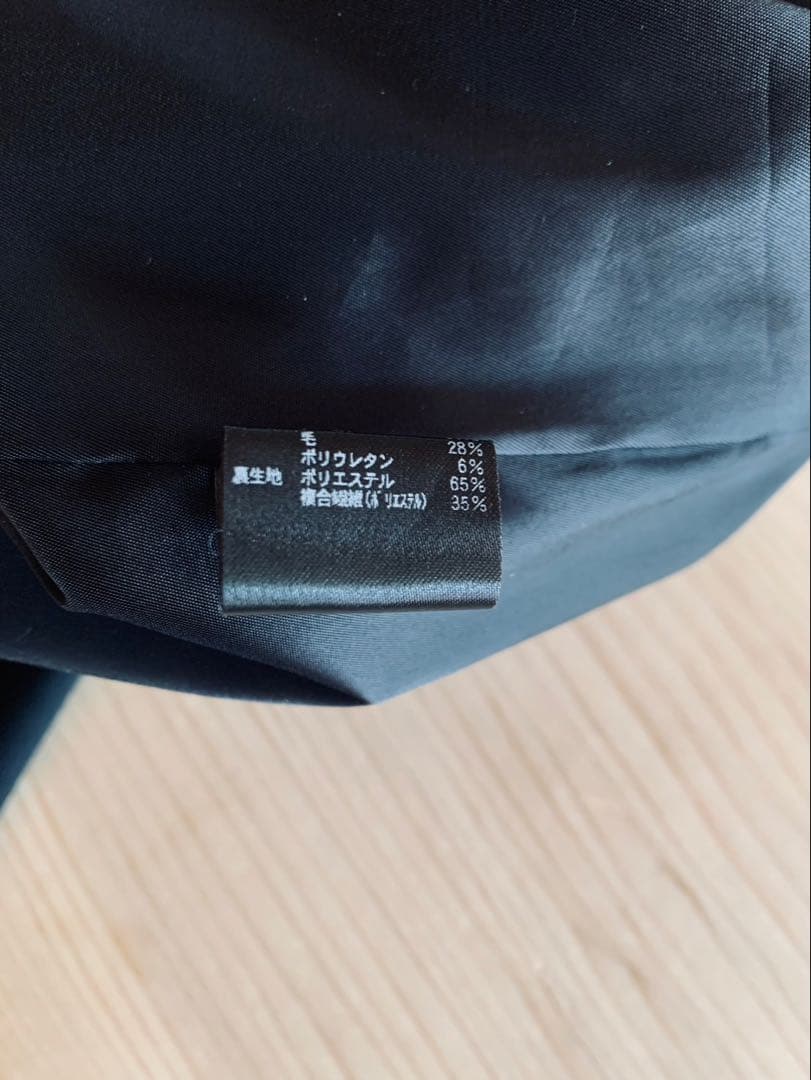 毛 28%
ポリウレタン 6%
裏生地 ポリエステル 65%
複合繊維(ポリエステル) 35%